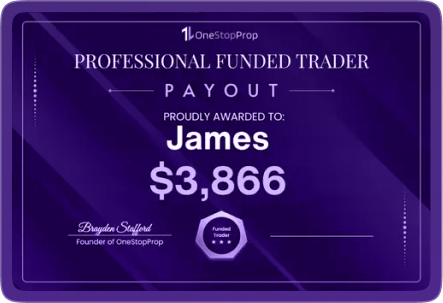 OneStopProp
PROFESSIONAL FUNDED TRADER
PAYOUT
PROUDLY AWARDED TO:
James
$3,866
Brayden Stafford
Founder of OneStopProp
Funded
Trader